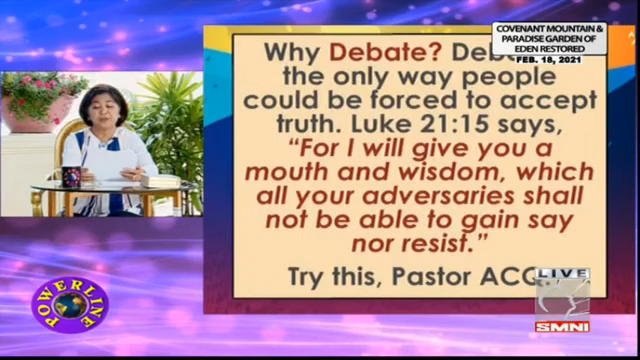 COVENANT MOUNTAIN &
PARADISE GARDEN OF
EDEN RESTORED
FEB. 18, 2021
Why Debate?
the only way people
could be forced to accept
truth. Luke 21:15 says,
“For I will give you a
mouth and wisdom, which
all your adversaries shall
not be able to gain say
nor resist.”
Try this, Pastor ACQ
LIVE
SMNI
POWERLINE